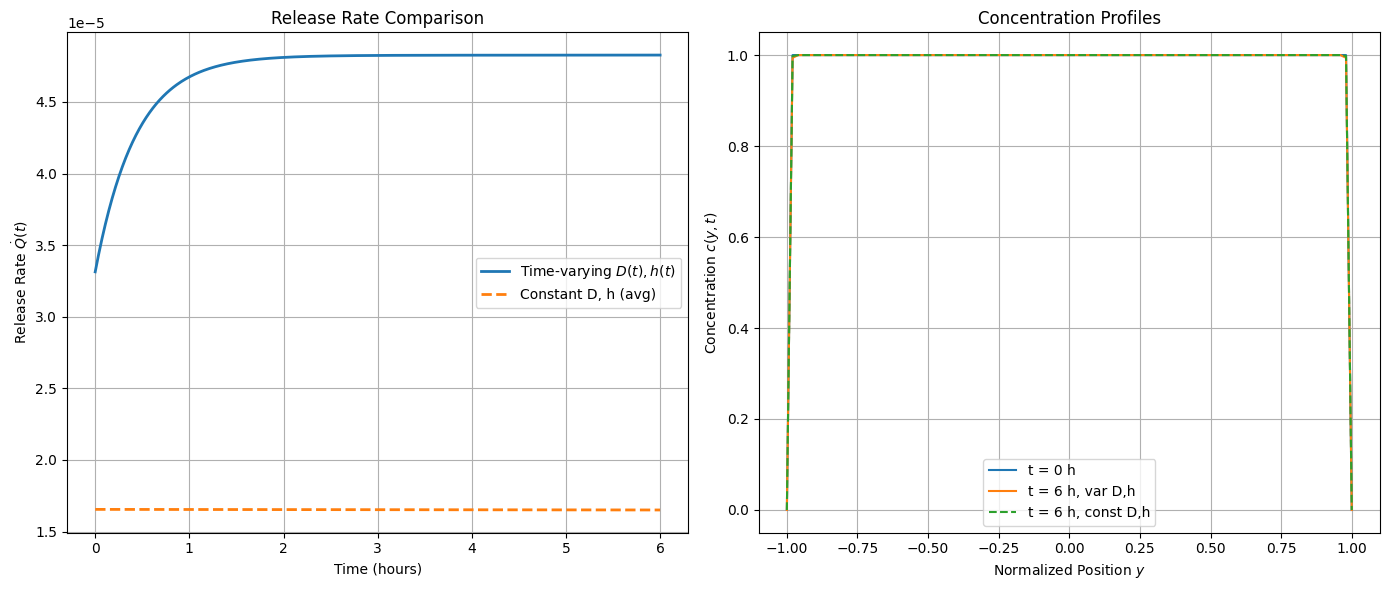 Release Rate Comparison
1e−5
4.5
4.0
3.5
3.0
2.5
2.0
1.5
Release Rate Q̇(t)
Time-varying D(t), h(t)
Constant D, h (avg)
0 1 2 3 4 5 6
Time (hours)
Concentration Profiles
1.0
0.8
0.6
0.4
0.2
0.0
Concentration c(y, t)
t = 0 h
t = 6 h, var D,h
t = 6 h, const D,h
−1.00 −0.75 −0.50 −0.25 0.00 0.25 0.50 0.75 1.00
Normalized Position y